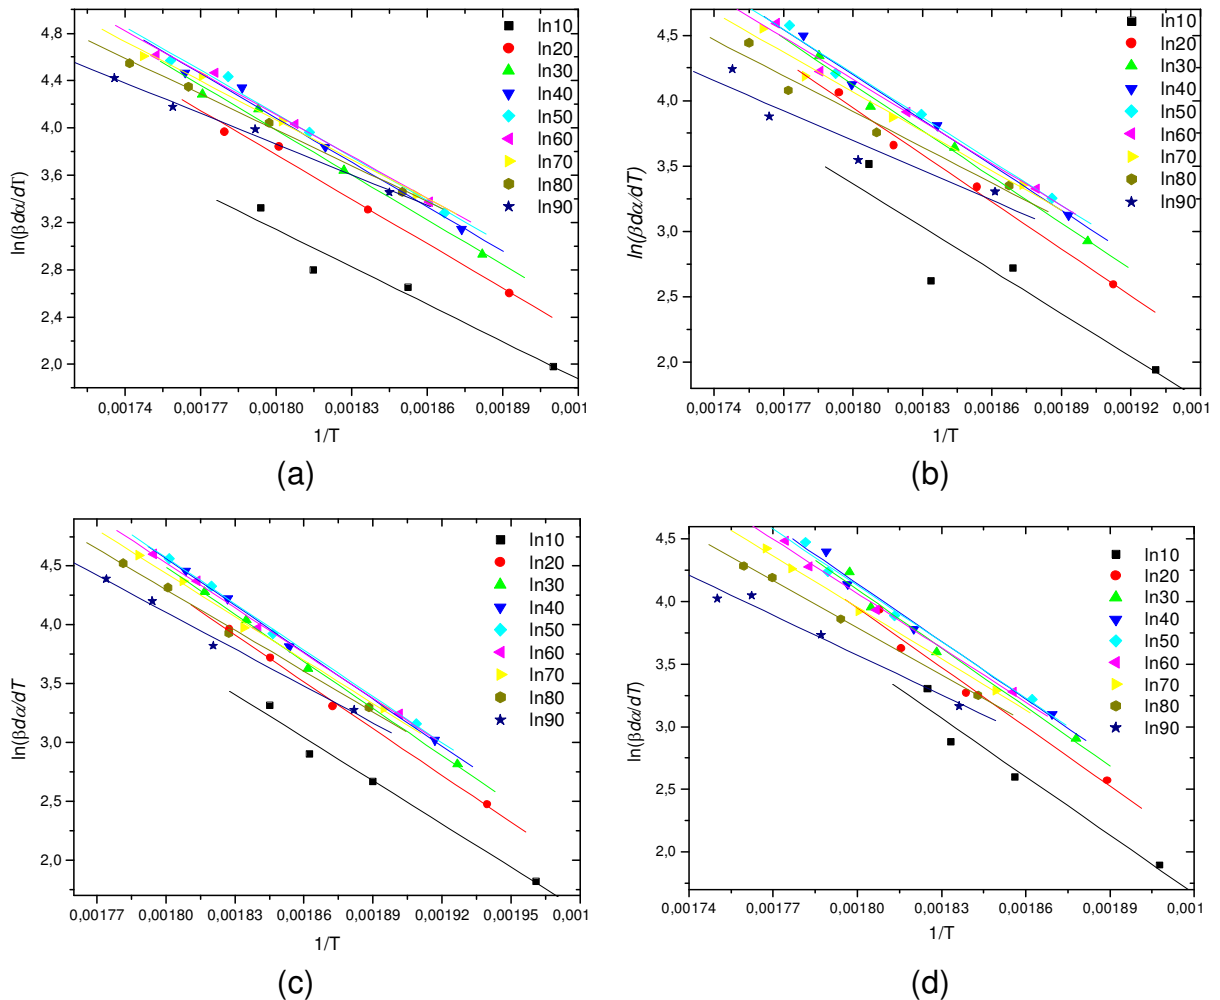 4,8
4,4
4,0
3,6
3,2
2,8
2,4
2,0
ln(βdα/dT)
ln10
ln20
ln30
ln40
ln50
ln60
ln70
ln80
ln90
0,00174 0,00177 0,00180 0,00183 0,00186 0,00189 0,001
1/T
(a)
4,5
4,0
3,5
3,0
2,5
2,0
ln(βdα/dT)
ln10
ln20
ln30
ln40
ln50
ln60
ln70
ln80
ln90
0,00174 0,00177 0,00180 0,00183 0,00186 0,00189 0,00192 0,001
1/T
(b)
4,5
4,0
3,5
3,0
2,5
2,0
ln(βdα/dT
ln10
ln20
ln30
ln40
ln50
ln60
ln70
ln80
ln90
0,00177 0,00180 0,00183 0,00186 0,00189 0,00192 0,00195 0,001
1/T
(c)
4,5
4,0
3,5
3,0
2,5
2,0
ln(βdα/dT)
ln10
ln20
ln30
ln40
ln50
ln60
ln70
ln80
ln90
0,00174 0,00177 0,00180 0,00183 0,00186 0,00189 0,001
1/T
(d)